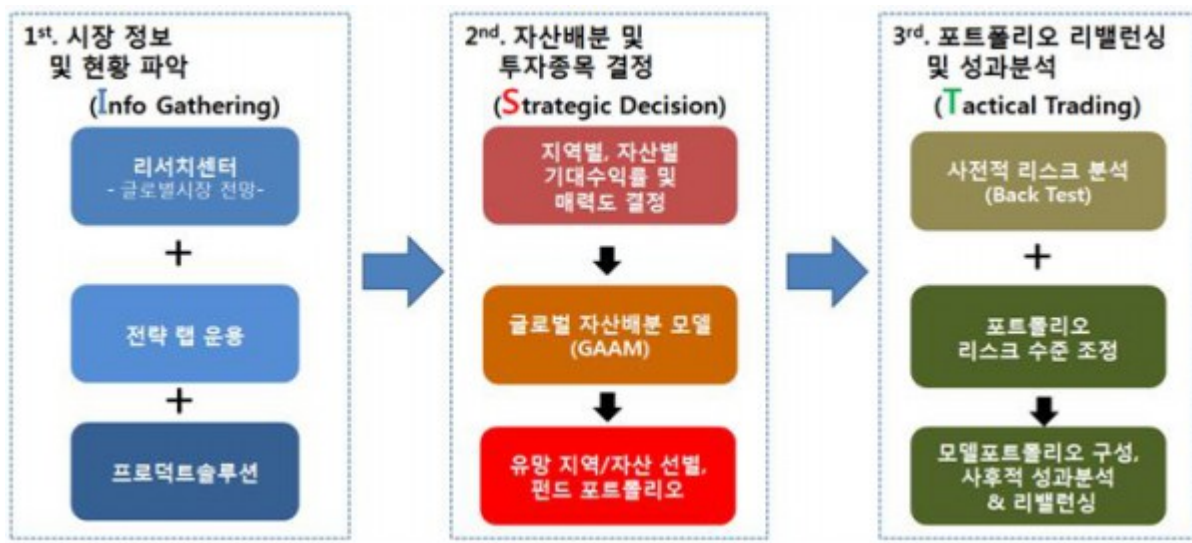 1st. 시장 정보
및 현황 파악
(Info Gathering)
리서치센터
- 글로벌시장 전망-
+
전략 랩 운용
+
프로덕트솔루션
2nd. 자산배분 및
투자종목 결정
(Strategic Decision)
지역별, 자산별
기대수익률 및
매력도 결정
글로벌 자산배분 모델
(GAAM)
유망 지역/자산 선별,
펀드 포트폴리오
3rd. 포트폴리오 리밸런싱
및 성과분석
(Tactical Trading)
사전적 리스크 분석
(Back Test)
+
포트폴리오
리스크 수준 조정
모델포트폴리오 구성,
사후적 성과분석
& 리밸런싱